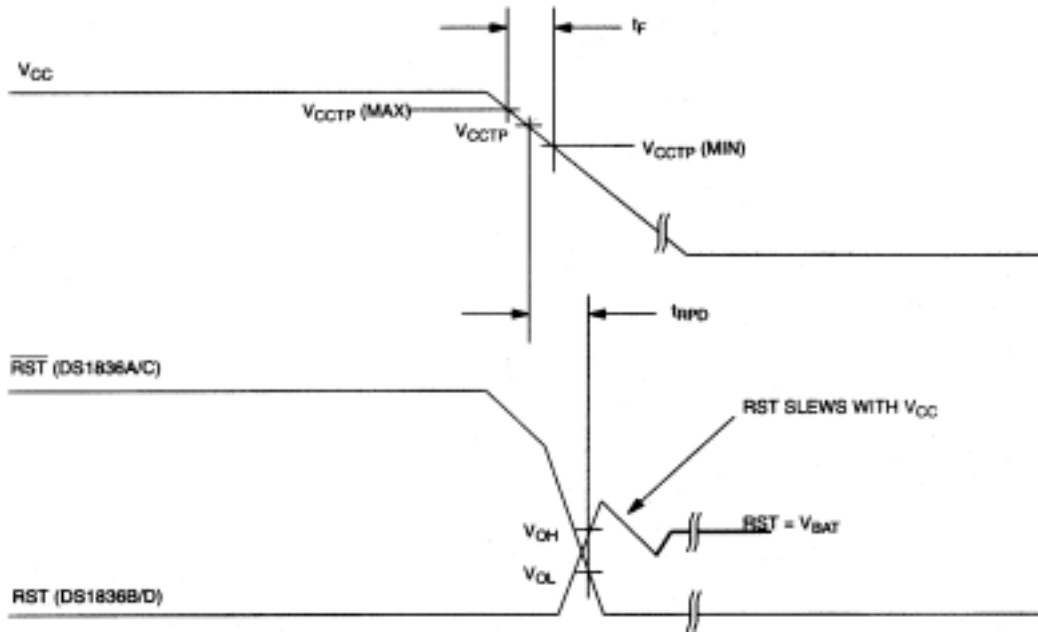 tF
VCC
VCCTP (MAX)
VCCTP
VCCTP (MIN)
tRPD
RST (DS1836A/C)
RST SLEWS WITH VCC
VOH
RST = VBAT
VOL
RST (DS1836B/D)